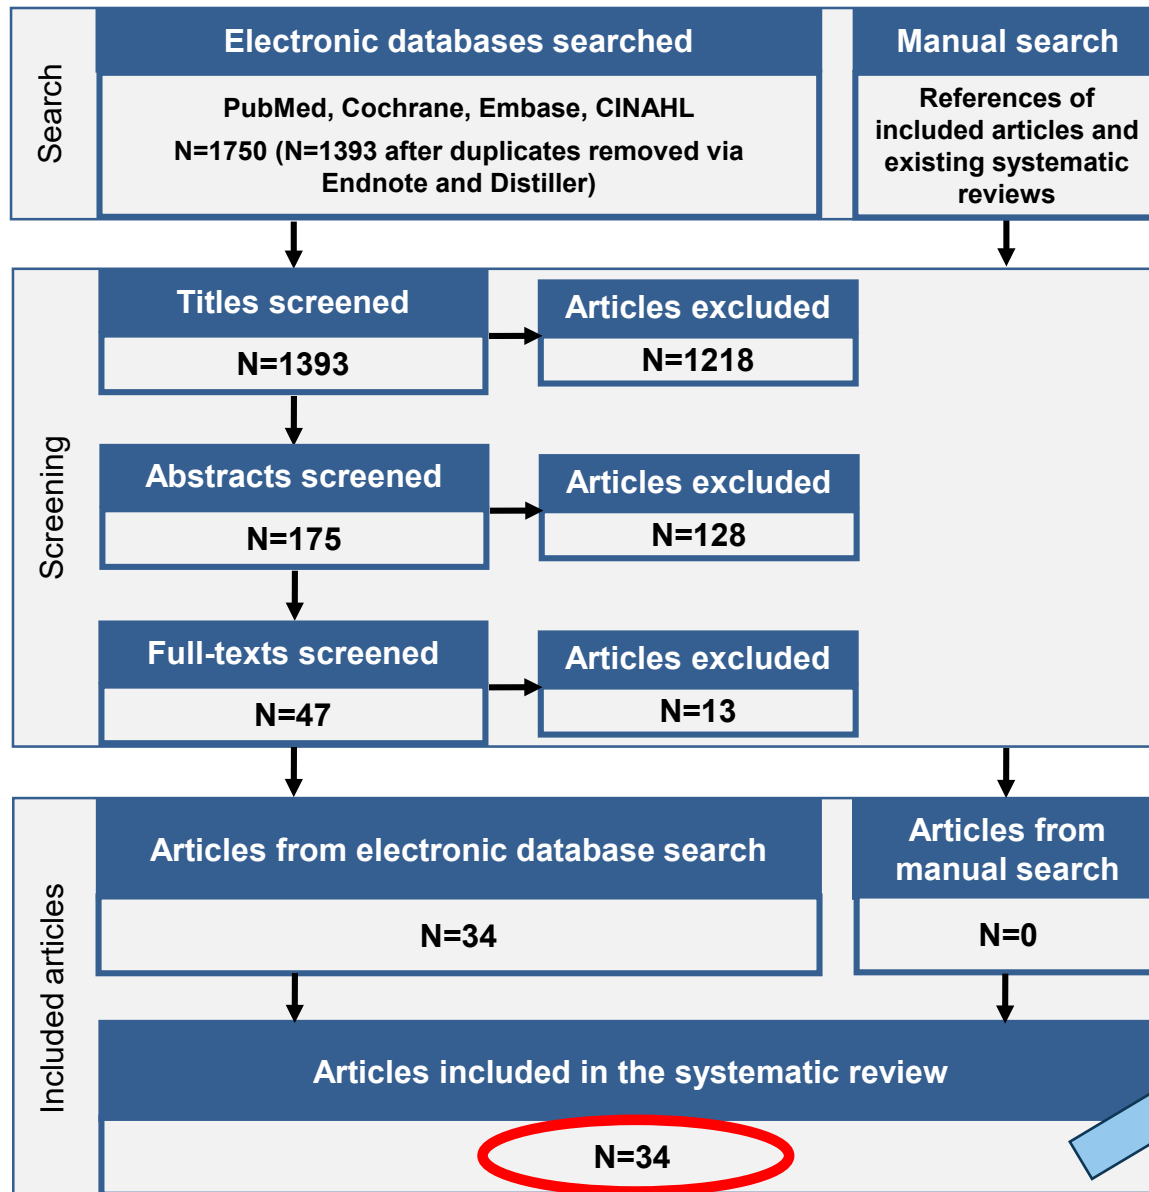 Search
Electronic databases searched
PubMed, Cochrane, Embase, CINAHL
N=1750 (N=1393 after duplicates removed via
Endnote and Distiller)
Manual search
References of
included articles and
existing systematic
reviews
Screening
Titles screened
N=1393
Articles excluded
N=1218
Abstracts screened
N=175
Articles excluded
N=128
Full-texts screened
N=47
Articles excluded
N=13
Included articles
Articles from electronic database search
N=34
Articles from
manual search
N=0
Articles included in the systematic review
N=34